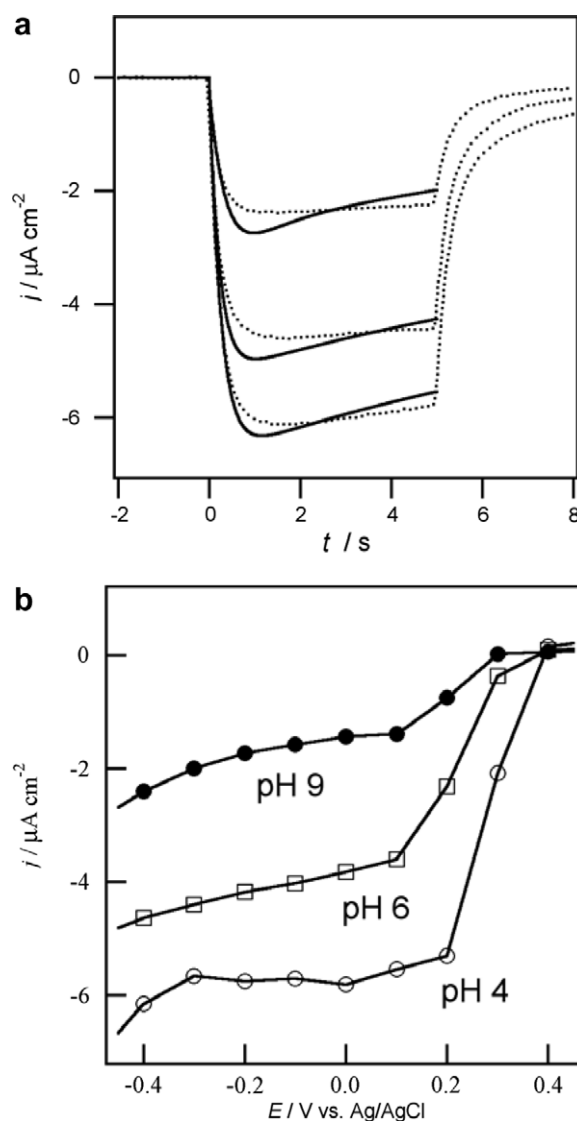 a
0
-2
-4
-6
j / μA cm-2
-2 0 2 4 6 8
t / s
b
0
-2
-4
-6
j / μA cm-2
pH 9
pH 6
pH 4
-0.4 -0.2 0.0 0.2 0.4
E / V vs. Ag/AgCl